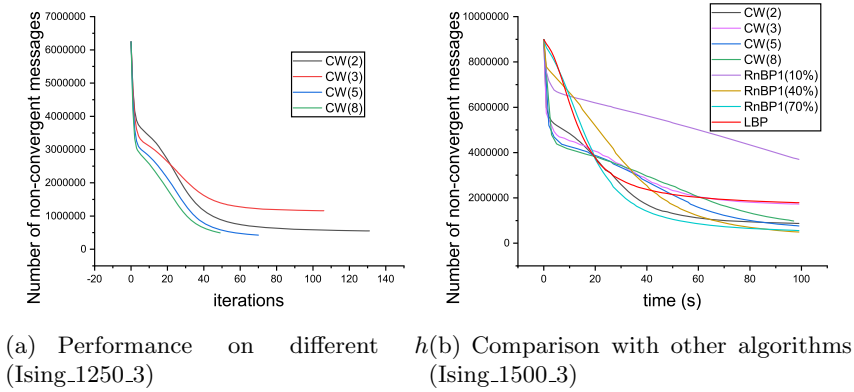 Number of non-convergent messages
7000000
6000000
5000000
4000000
3000000
2000000
1000000
0
-20 0 20 40 60 80 100 120 140
iterations
CW(2)
CW(3)
CW(5)
CW(8)
Number of non-convergent messages
10000000
8000000
6000000
4000000
2000000
0
0 20 40 60 80 100
time (s)
CW(2)
CW(3)
CW(5)
CW(8)
RnBP1(10%)
RnBP1(40%)
RnBP1(70%)
LBP
(a) Performance on different h
(Ising_1250_3)
(b) Comparison with other algorithms
(Ising_1500_3)